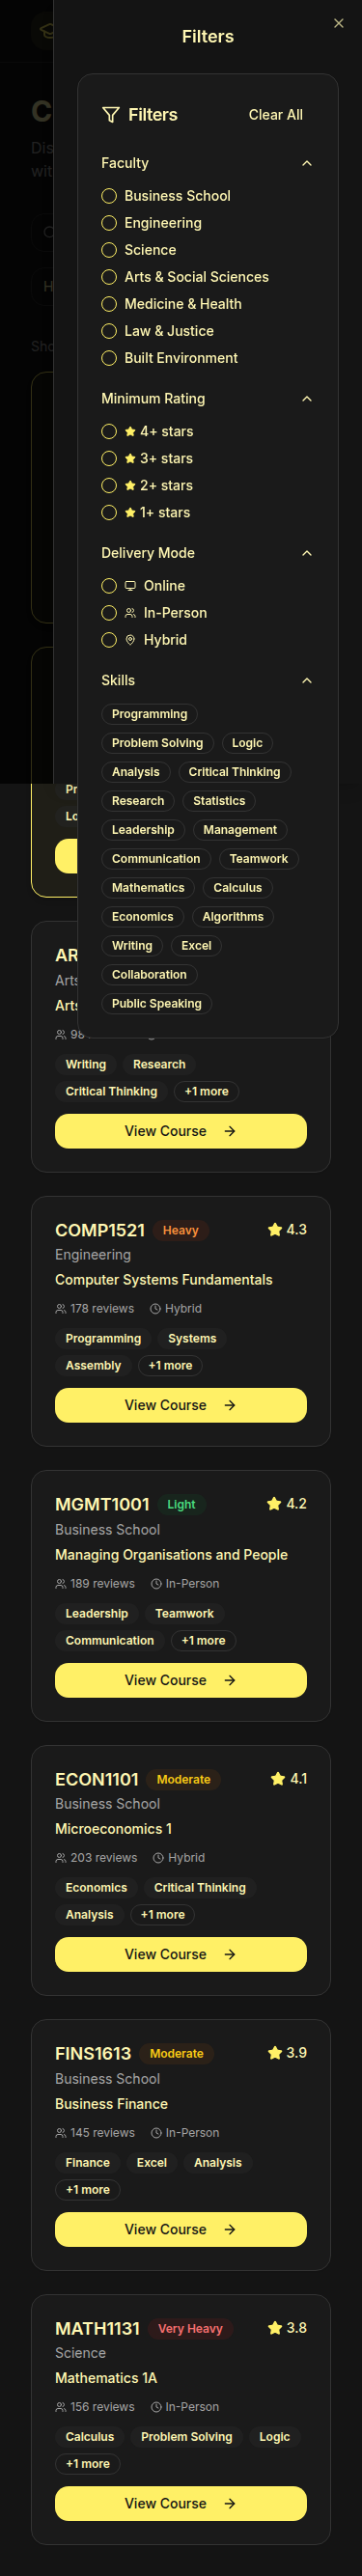 Filters
Filters
Clear All
Faculty
Business School
Engineering
Science
Arts & Social Sciences
Medicine & Health
Law & Justice
Built Environment
Minimum Rating
4+ stars
3+ stars
2+ stars
1+ stars
Delivery Mode
Online
In-Person
Hybrid
Skills
Programming
Problem Solving Logic
Analysis Critical Thinking
Research Statistics
Leadership Management
Communication Teamwork
Mathematics Calculus
Economics Algorithms
Writing Excel
Collaboration
Public Speaking
Writing Research
Critical Thinking +1 more
View Course
COMP1521 Heavy 4.3
Engineering
Computer Systems Fundamentals
178 reviews Hybrid
Programming Systems
Assembly +1 more
View Course
MGMT1001 Light 4.2
Business School
Managing Organisations and People
189 reviews In-Person
Leadership Teamwork
Communication +1 more
View Course
ECON1101 Moderate 4.1
Business School
Microeconomics 1
203 reviews Hybrid
Economics Critical Thinking
Analysis +1 more
View Course
FINS1613 Moderate 3.9
Business School
Business Finance
145 reviews In-Person
Finance Excel Analysis
+1 more
View Course
MATH1131 Very Heavy 3.8
Science
Mathematics 1A
156 reviews In-Person
Calculus Problem Solving Logic
+1 more
View Course